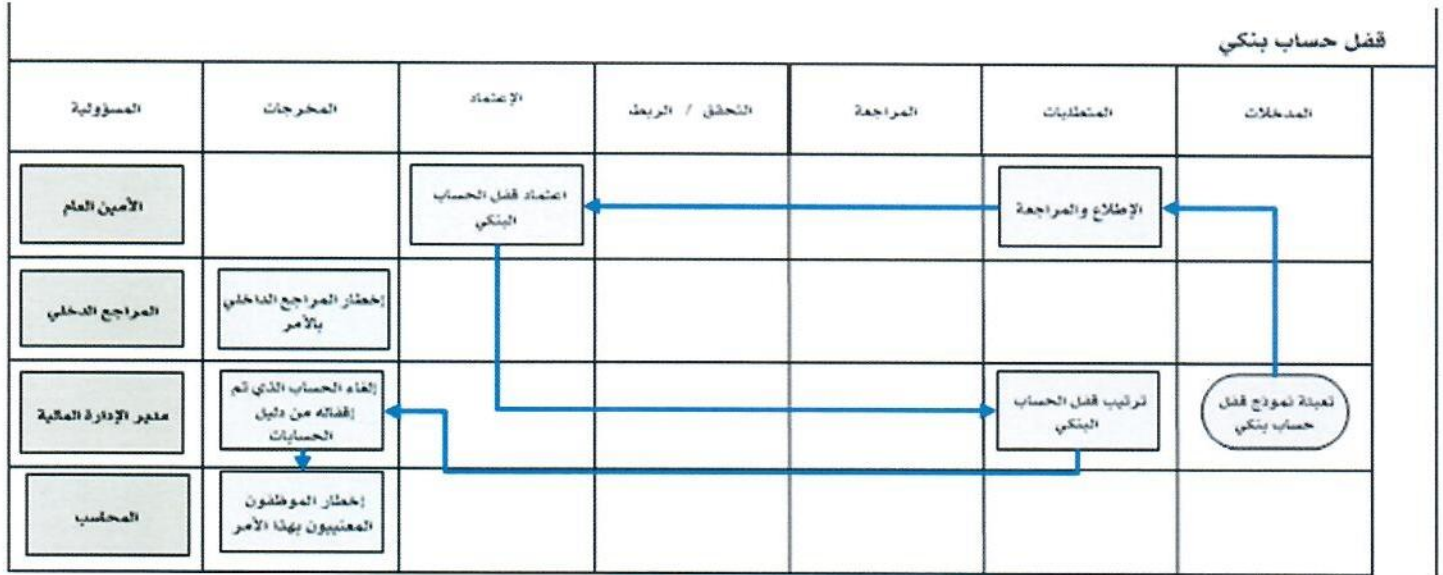 قفل حساب بنكي
المدخلات
المتطلبات
المراجعة
التحقق / الربط
الإعتماد
المخرجات
المسؤولية
الإطلاع والمراجعة
اعتماد قفل الحساب
البنكي
الأمين العام
إخطار المراجع الداخلي
بالأمر
المراجع الدخلي
تعبئة نموذج قفل
حساب بنكي
ترتيب قفل الحساب
البنكي
إلغاء الحساب الذي تم
إقفاله من دليل
الحسابات
مدير الإدارة المالية
إخطار الموظفون
المعنييون بهذا الأمر
المحاسب